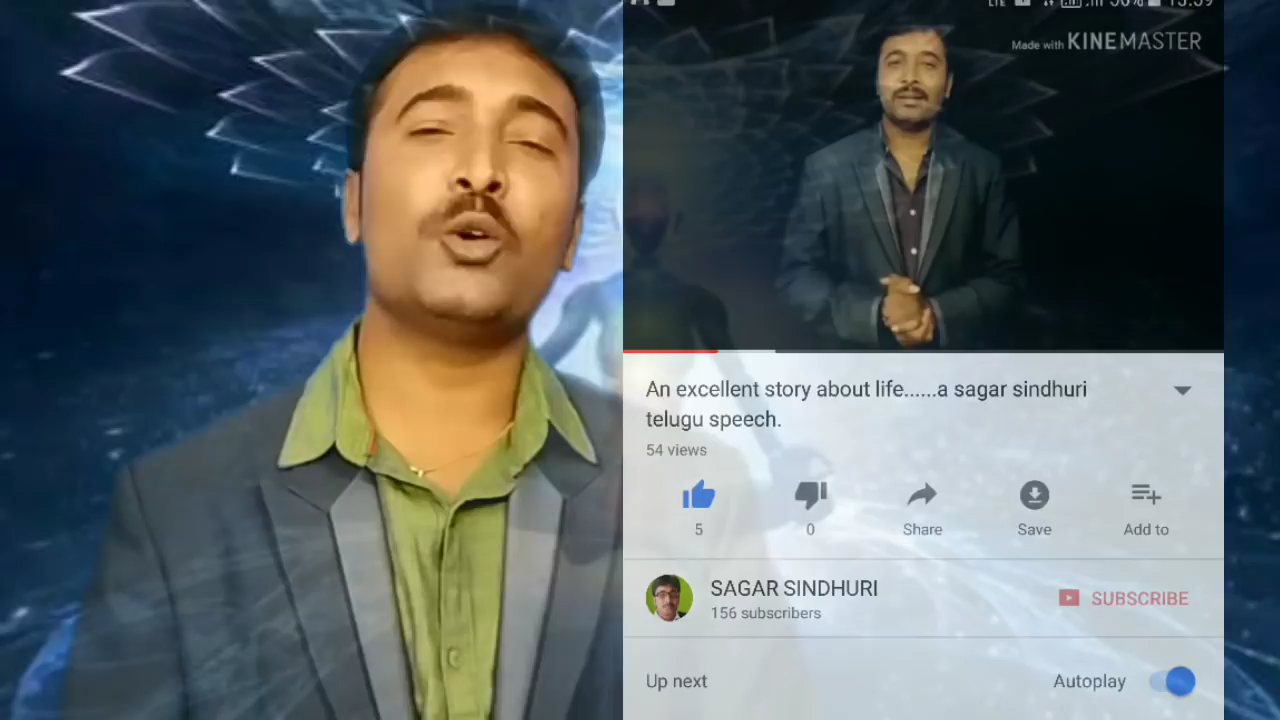 Made with KINEMASTER
An excellent story about life......a sagar sindhuri
telugu speech.
54 views
5
0
Share
Save
Add to
SAGAR SINDHURI
156 subscribers
SUBSCRIBE
Up next
Autoplay